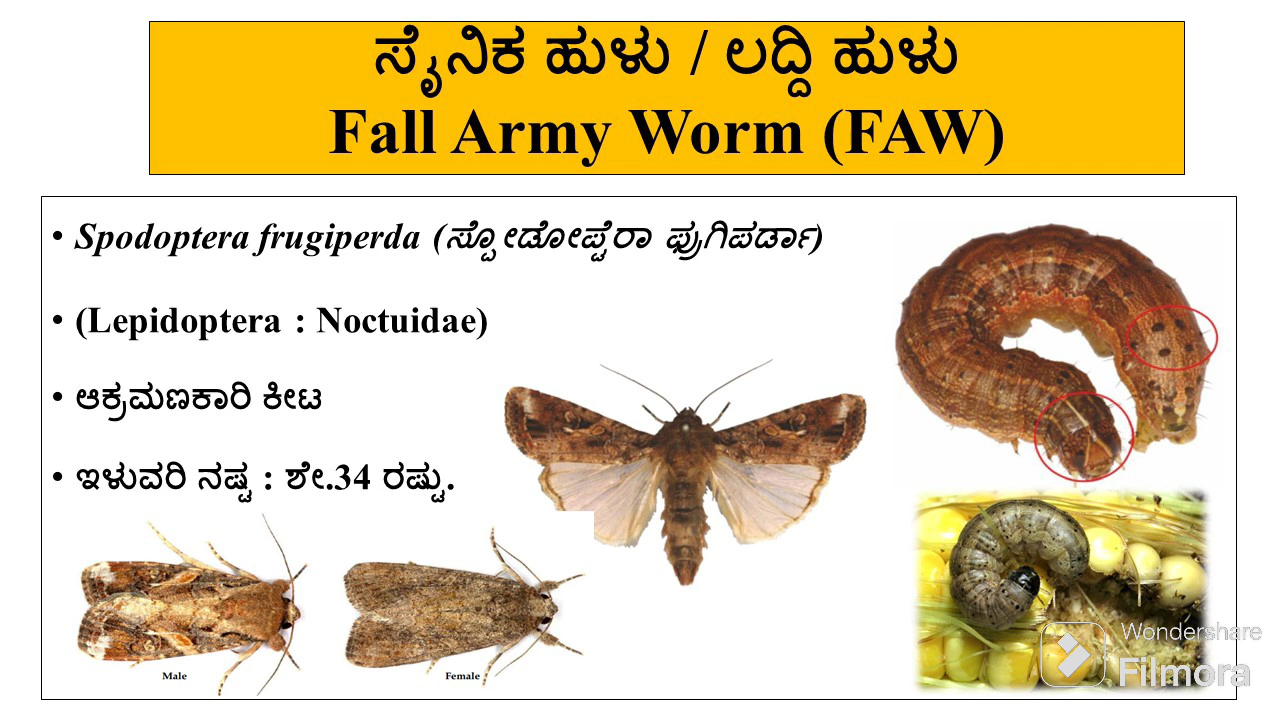 ಸೈನಿಕ ಹುಳು / ಲದ್ದಿ ಹುಳು
Fall Army Worm (FAW)
• Spodoptera frugiperda (ಸ್ಪೋಡೋಪ್ಟೆರಾ ಫ್ರುಗಿಪರ್ಡಾ)
• (Lepidoptera : Noctuidae)
• ಆಕ್ರಮಣಕಾರಿ ಕೀಟ
• ಇಳುವರಿ ನಷ್ಟ : ಶೇ.34 ರಷ್ಟು.
Male
Female
Wondershare
Filmora